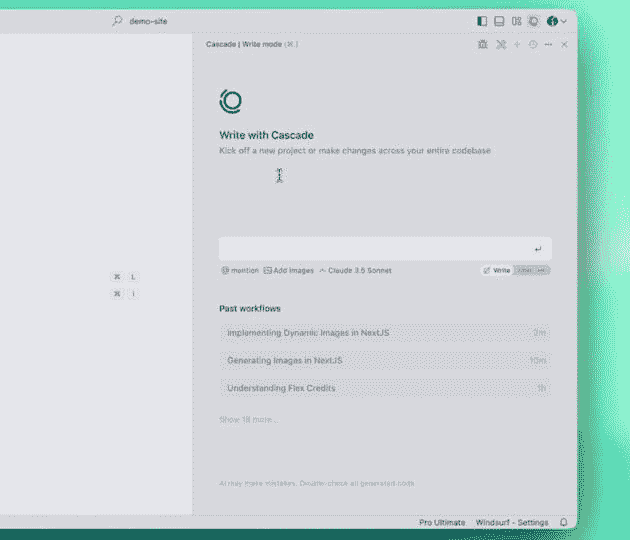 demo-site
Cascade | Write mode (⌘.)
Write with Cascade
Kick off a new project or make changes across your entire codebase
⌘ L
⌘ I
@ mention Add images Claude 3.5 Sonnet Write
Past workflows
Implementing Dynamic Images in NextJS
Generating Images in NextJS 10m
Understanding Flex Credits 1h
Show 18 more...
AI may make mistakes. Double-check all generated code.
Pro Ultimate Windsurf - Settings